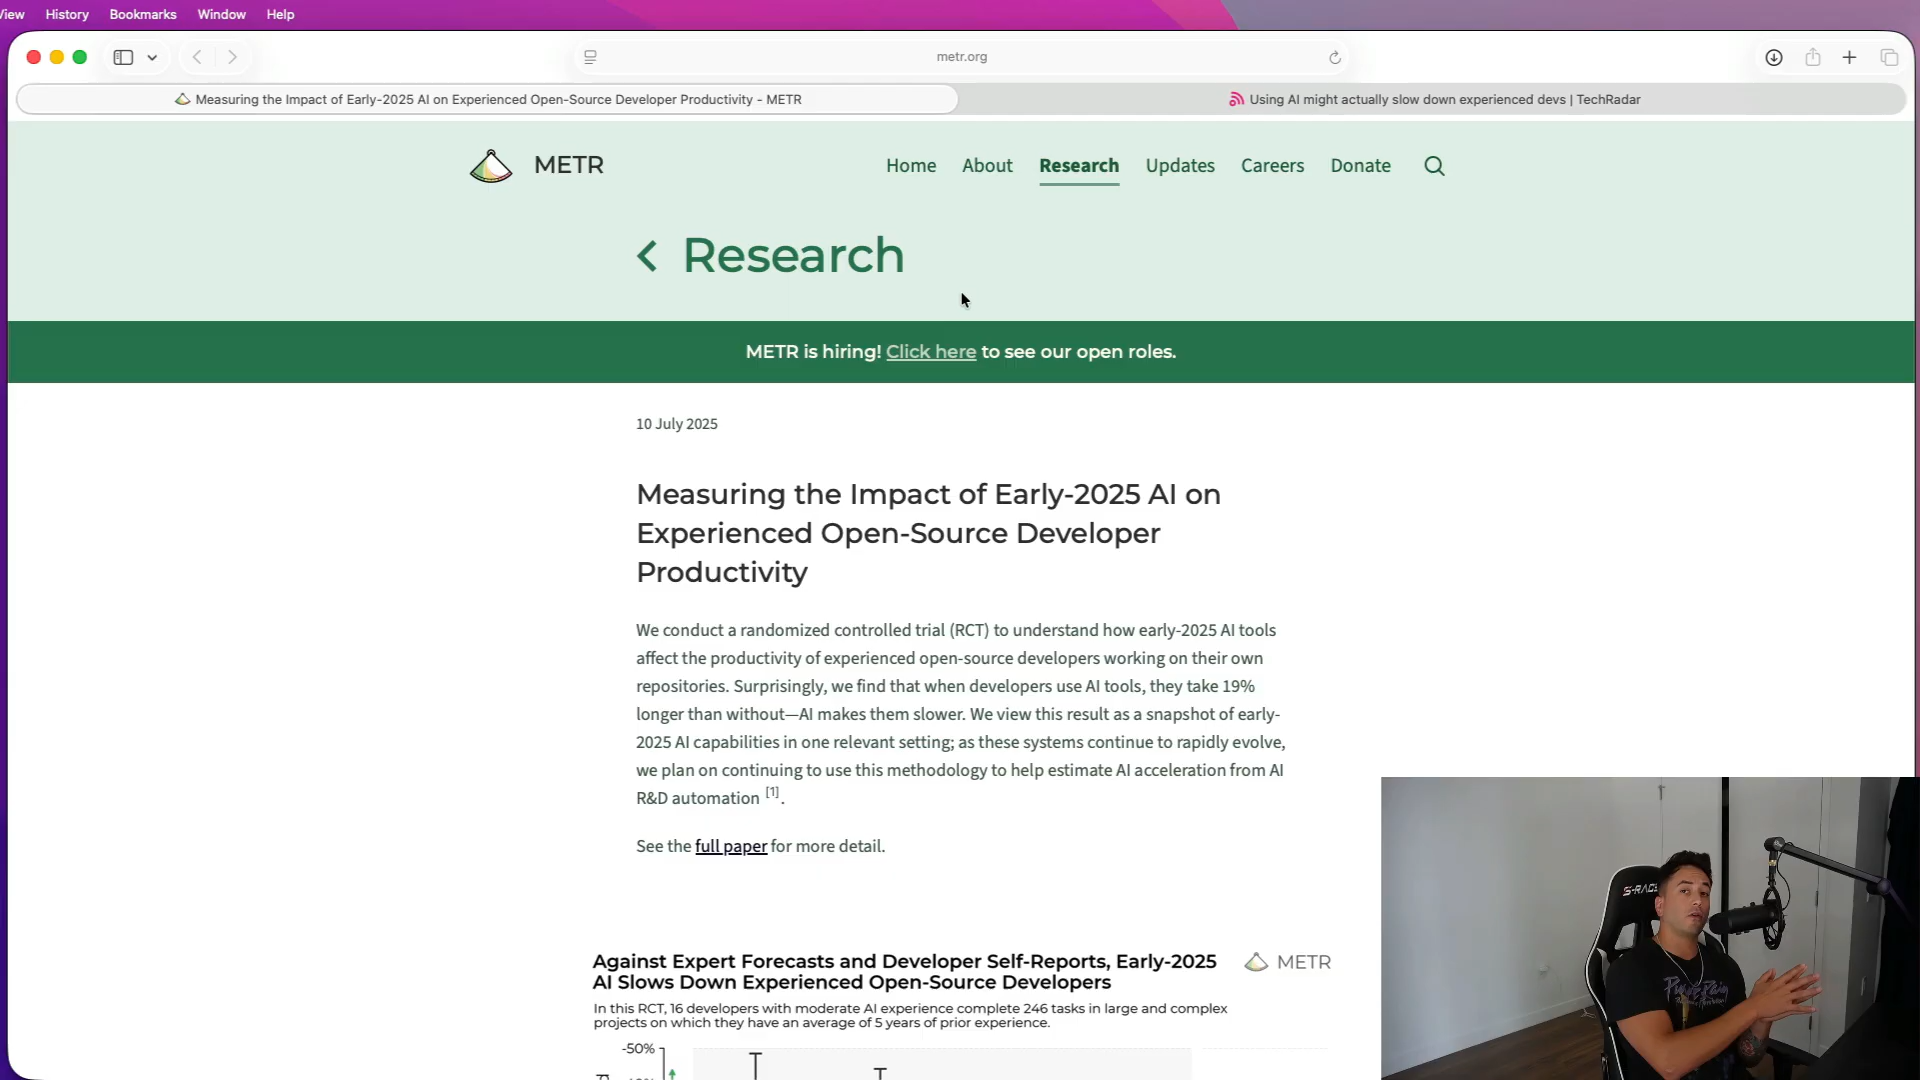 View History Bookmarks Window Help
metr.org
Measuring the Impact of Early-2025 AI on Experienced Open-Source Developer Productivity - METR
Using AI might actually slow down experienced devs | TechRadar
METR
Home About Research Updates Careers Donate
Research
METR is hiring! Click here to see our open roles.
10 July 2025
Measuring the Impact of Early-2025 AI on
Experienced Open-Source Developer
Productivity
We conduct a randomized controlled trial (RCT) to understand how early-2025 AI tools
affect the productivity of experienced open-source developers working on their own
repositories. Surprisingly, we find that when developers use AI tools, they take 19%
longer than without—AI makes them slower. We view this result as a snapshot of early-
2025 AI capabilities in one relevant setting; as these systems continue to rapidly evolve,
we plan on continuing to use this methodology to help estimate AI acceleration from AI
R&D automation [1].
See the full paper for more detail.
Against Expert Forecasts and Developer Self-Reports, Early-2025
AI Slows Down Experienced Open-Source Developers
METR
In this RCT, 16 developers with moderate AI experience complete 246 tasks in large and complex
projects on which they have an average of 5 years of prior experience.
-50%